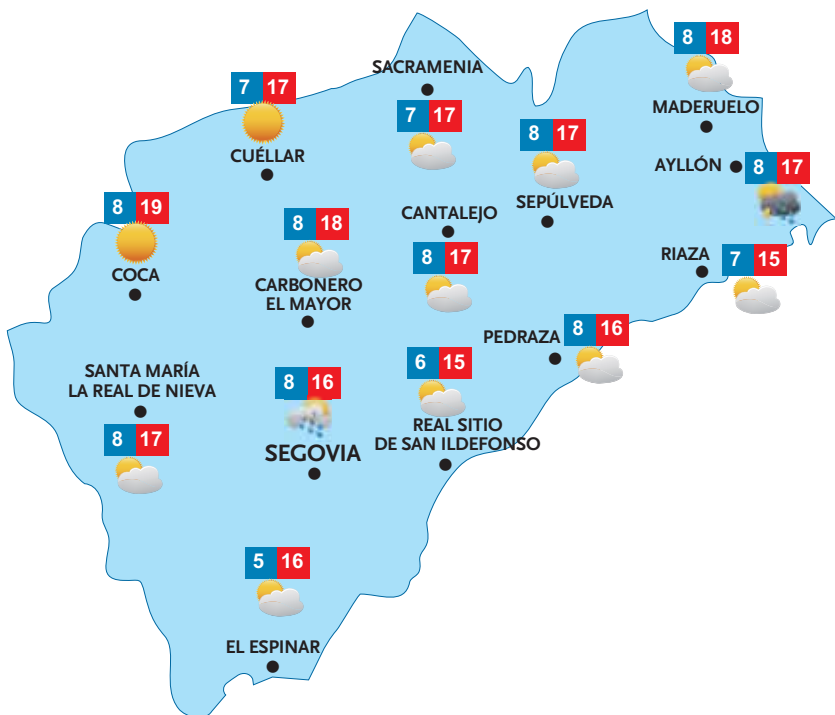 8 18
MADERUELO
SACRAMENIA
7 17
7 17
CUÉLLAR
8 17
SEPÚLVEDA
AYLLÓN
8 17
8 19
COCA
8 18
CARBONERO
EL MAYOR
CANTALEJO
8 17
RIAZA
7 15
PEDRAZA
8 16
SANTA MARÍA
LA REAL DE NIEVA
8 17
8 16
SEGOVIA
6 15
REAL SITIO
DE SAN ILDEFONSO
5 16
EL ESPINAR